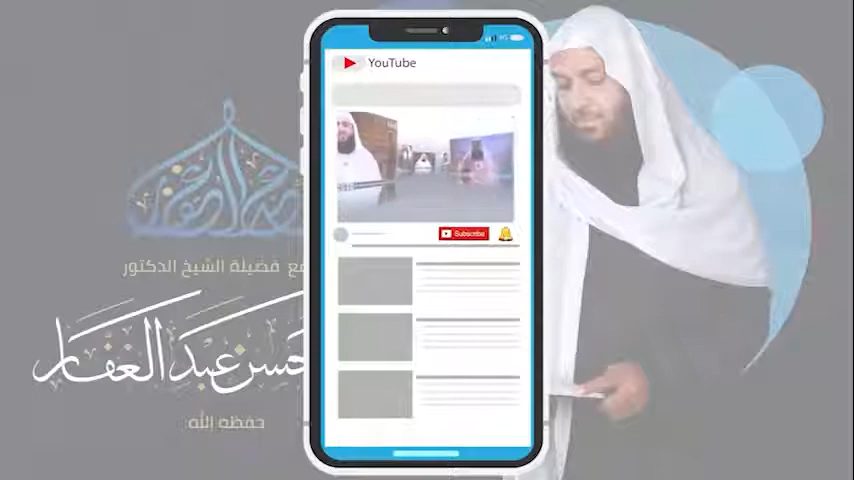 YouTube
Subscribe
مع فضيلة الشيخ الدكتور
حسن عبد الغفار
حفظه الله